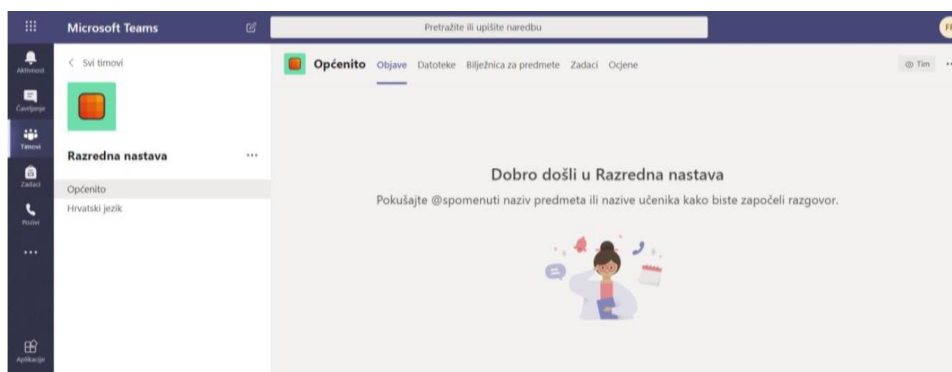 Microsoft Teams
Pretražite ili upišite naredbu
FR
Aktivnost
Čavrljanje
Timovi
Zadaci
Pozivi
Aplikacije
Svi timovi
Razredna nastava
Općenito
Hrvatski jezik
Općenito Objave Datoteke Bilježnica za predmete Zadaci Ocjene
Tim
Dobro došli u Razredna nastava
Pokušajte @spomenuti naziv predmeta ili nazive učenika kako biste započeli razgovor.